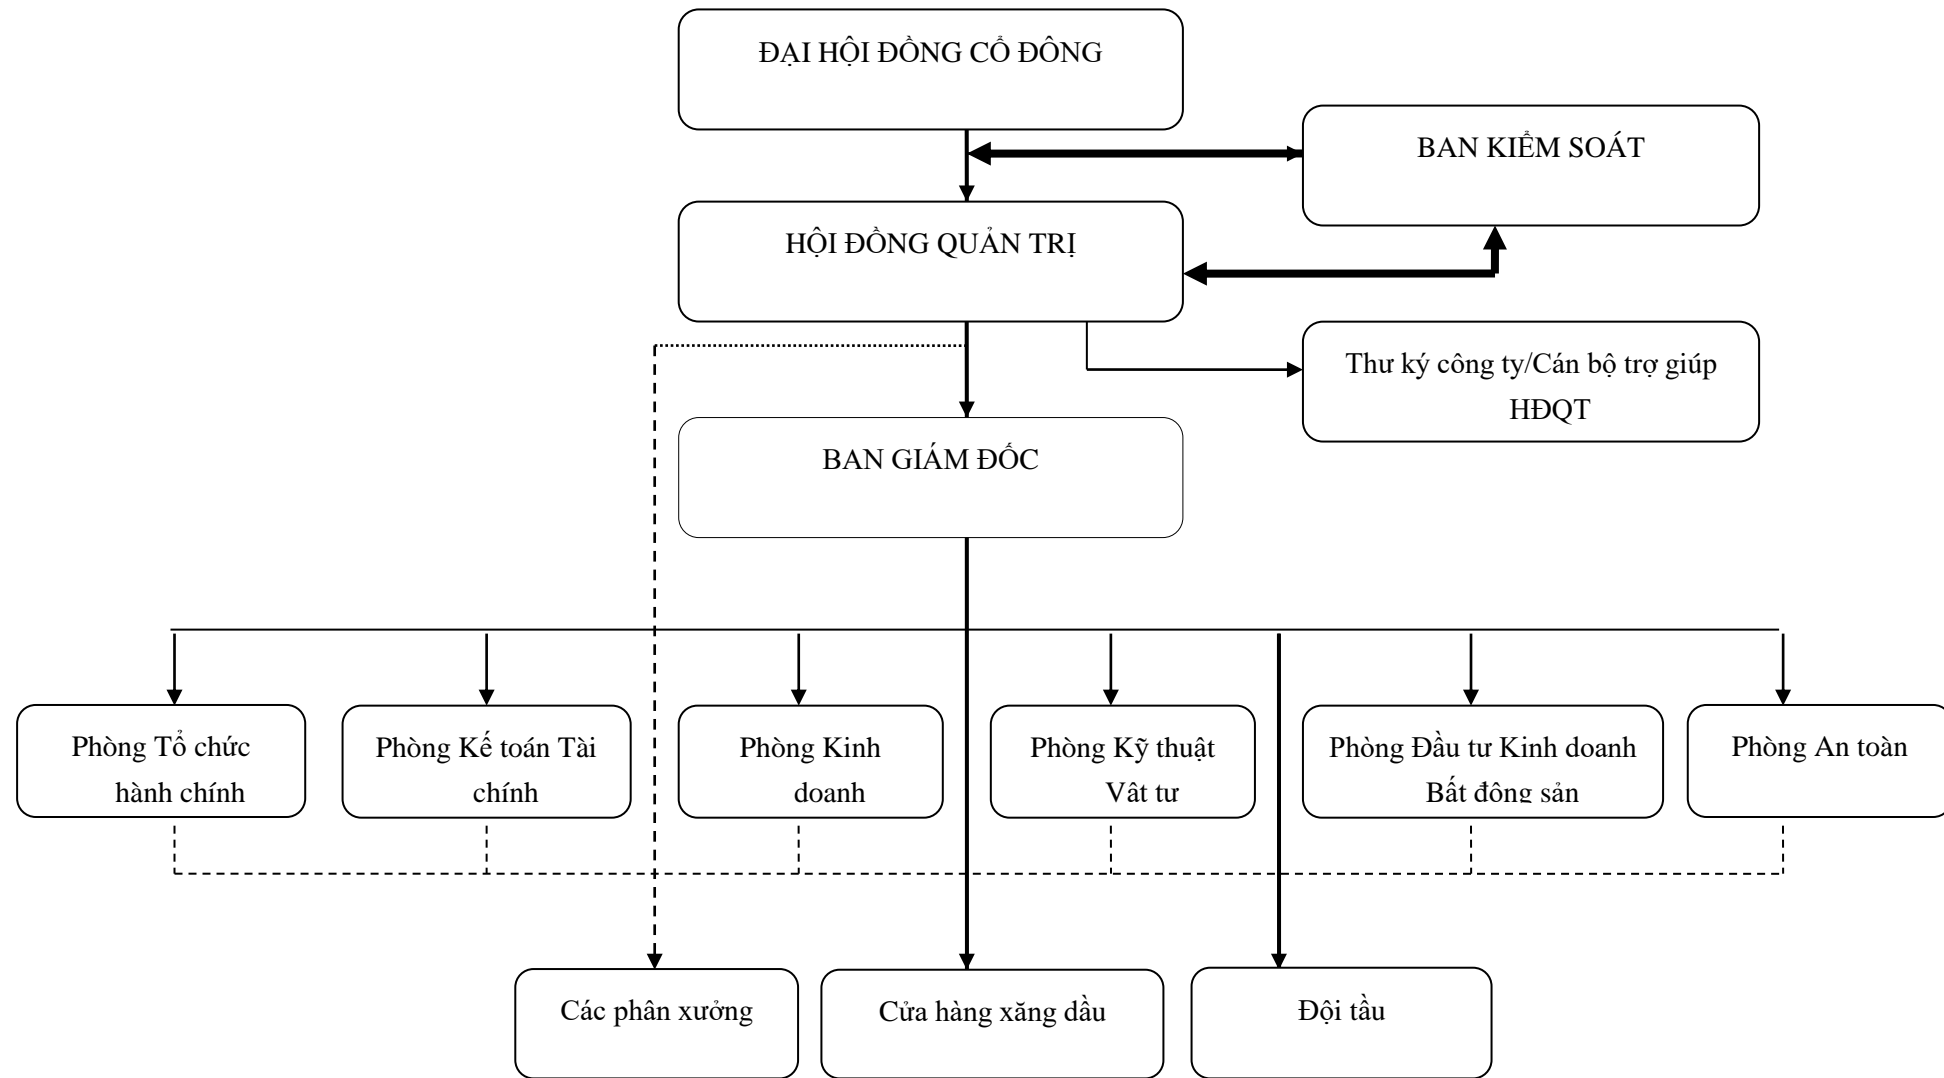 ĐẠI HỘI ĐỒNG CỔ ĐÔNG
BAN KIỂM SOÁT
HỘI ĐỒNG QUẢN TRỊ
Thư ký công ty/Cán bộ trợ giúp
HĐQT
BAN GIÁM ĐỐC
Phòng Tổ chức
hành chính
Phòng Kế toán Tài
chính
Phòng Kinh
doanh
Phòng Kỹ thuật
Vât tư
Phòng Đầu tư Kinh doanh
Bất đông sản
Phòng An toàn
Các phân xưởng
Cửa hàng xăng dầu
Đội tầu